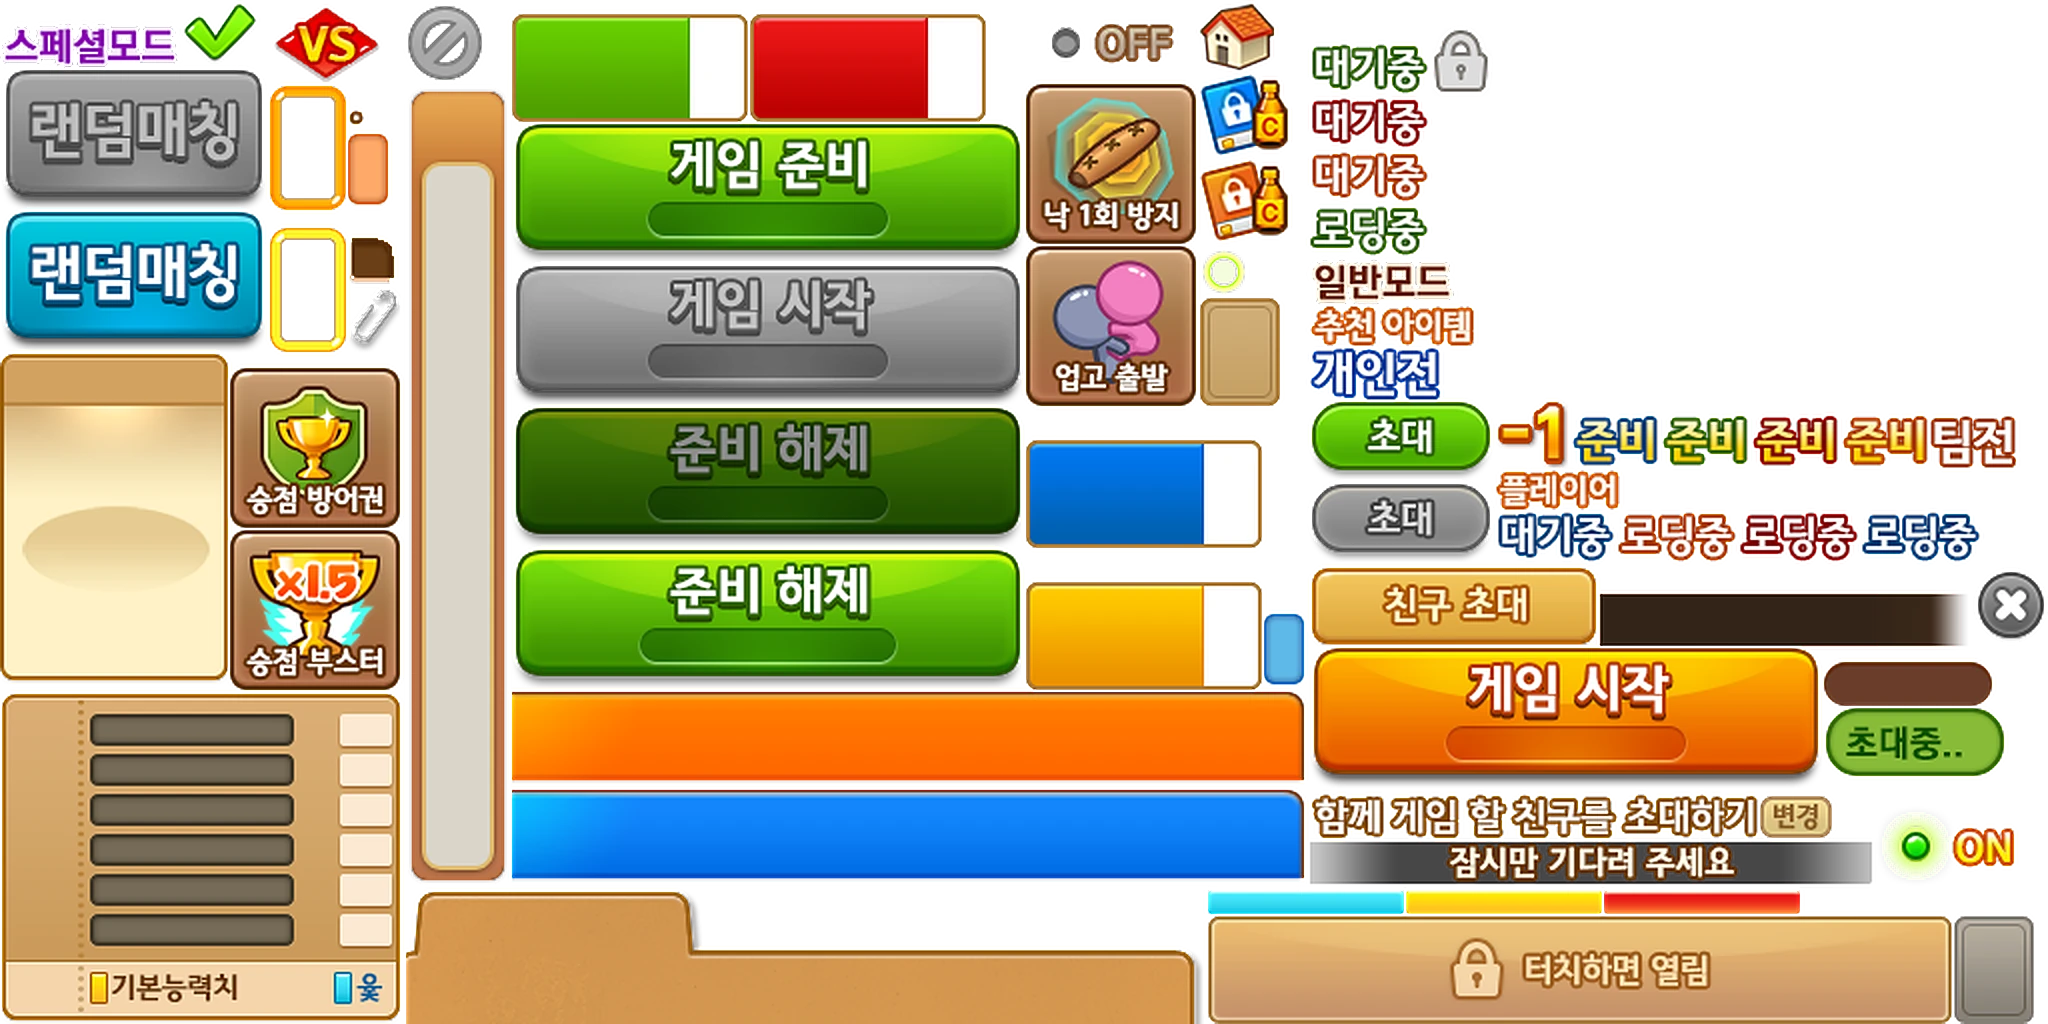 스페셜모드
VS
랜덤매칭
랜덤매칭
승점 방어권
x1.5
승점 부스터
기본능력치
윷
게임 준비
게임 시작
준비 해제
준비 해제
OFF
낙 1회 방지
C
C
업고 출발
대기중
대기중
대기중
로딩중
일반모드
추천 아이템
개인전
초대
-1 준비 준비 준비 준비 팀전
플레이어
초대
대기중 로딩중 로딩중 로딩중
친구 초대
게임 시작
초대중..
함께 게임 할 친구를 초대하기 변경
잠시만 기다려 주세요
ON
터치하면 열림